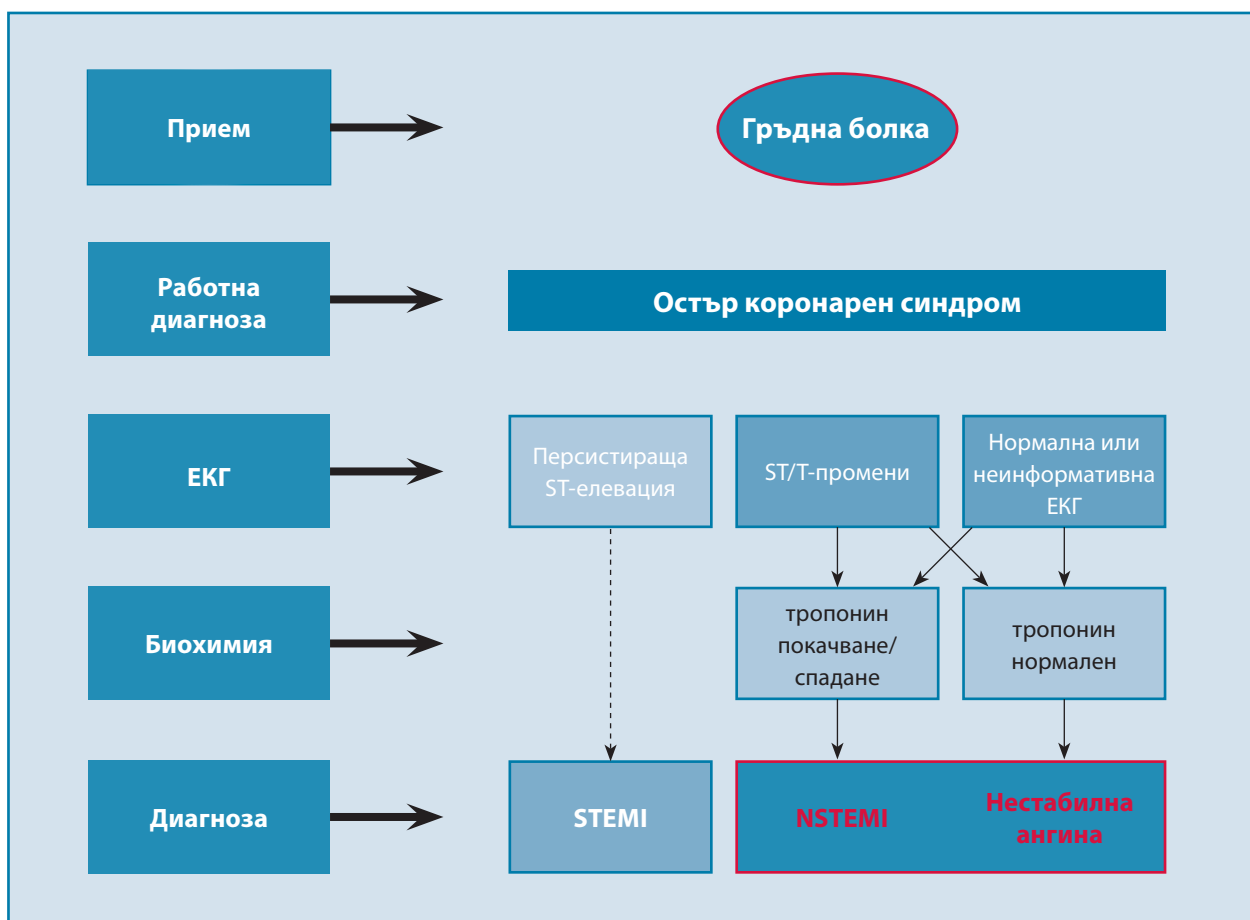 Прием
Гръдна болка
Работна
диагноза
Остър коронарен синдром
ЕКГ
Персистираща
ST-елевация
ST/T-промени
Нормална или
неинформативна
ЕКГ
Биохимия
тропонин
покачване/
спадане
тропонин
нормален
Диагноза
STEMI
NSTEMI
Нестабилна
ангина